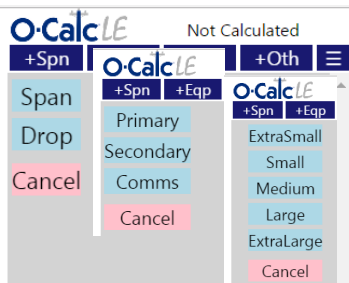 O-Calc LE
Not Calculated
+Spn +Oth ☰
Span
Drop
Cancel
O-Calc LE
+Spn +Eqp
Primary
Secondary
Comms
Cancel
O-Calc LE
+Spn +Eqp
ExtraSmall
Small
Medium
Large
ExtraLarge
Cancel